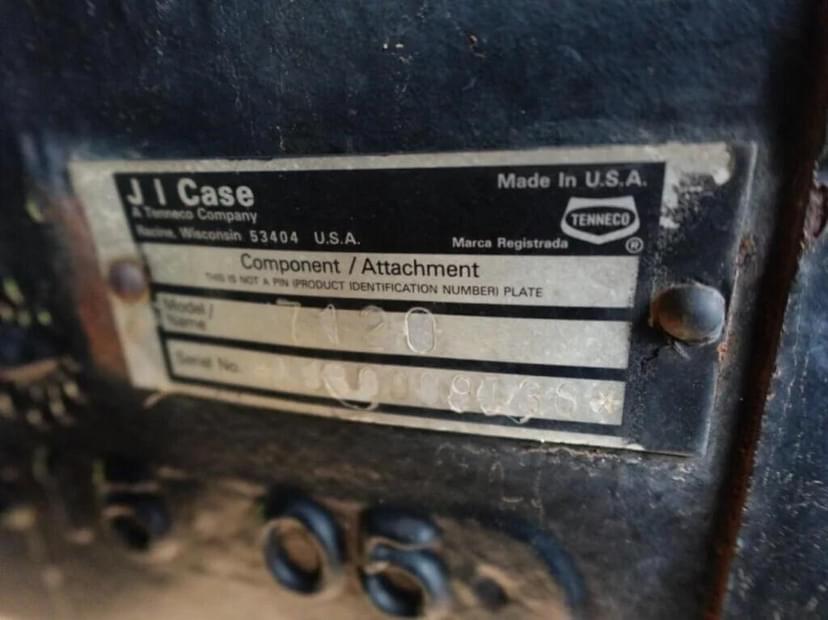 J I Case
A Tenneco Company
Racine, Wisconsin 53404 U.S.A.
Made In U.S.A.
TENNECO
Marca Registrada ®
Component / Attachment
THIS IS NOT A PIN (PRODUCT IDENTIFICATION NUMBER) PLATE
Model / Name 7120
Serial No.